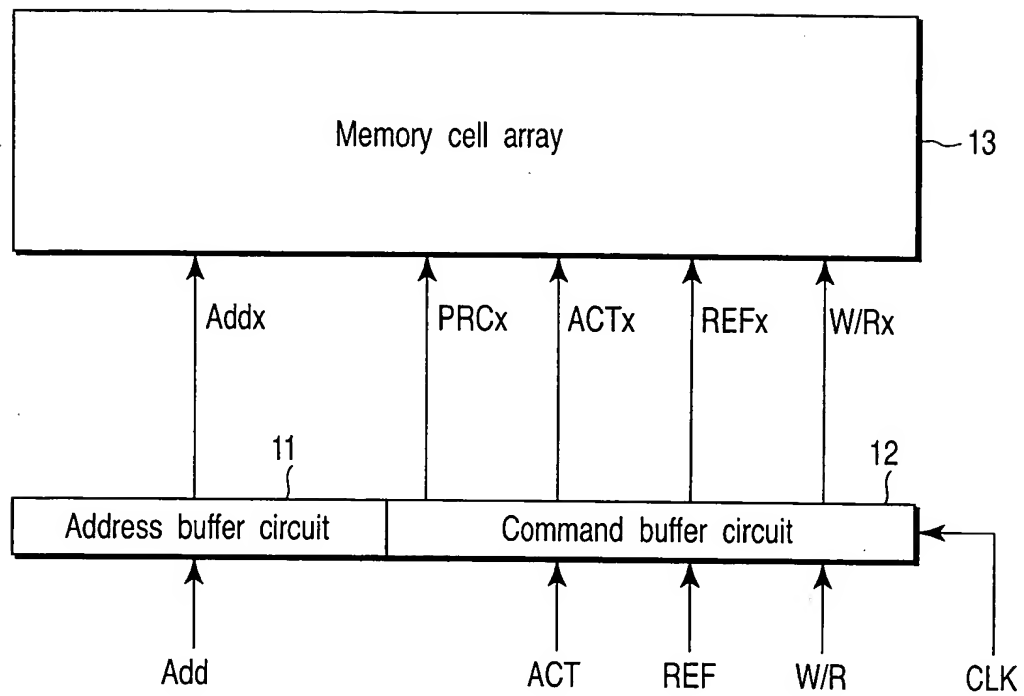 Memory cell array
13
Addx
PRCx
ACTx
REFx
W/Rx
11
12
Address buffer circuit
Command buffer circuit
Add
ACT
REF
W/R
CLK